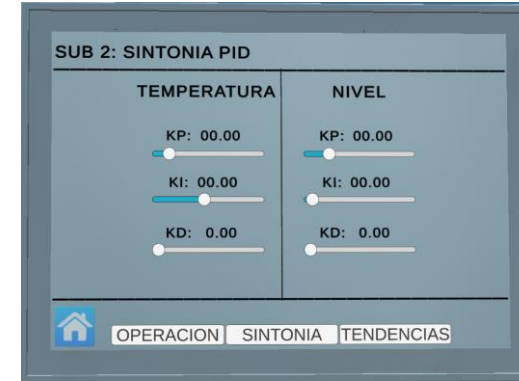 SUB 2: SINTONIA PID
TEMPERATURA
KP: 00.00
KI: 00.00
KD: 0.00
NIVEL
KP: 00.00
KI: 00.00
KD: 0.00
OPERACION SINTONIA TENDENCIAS